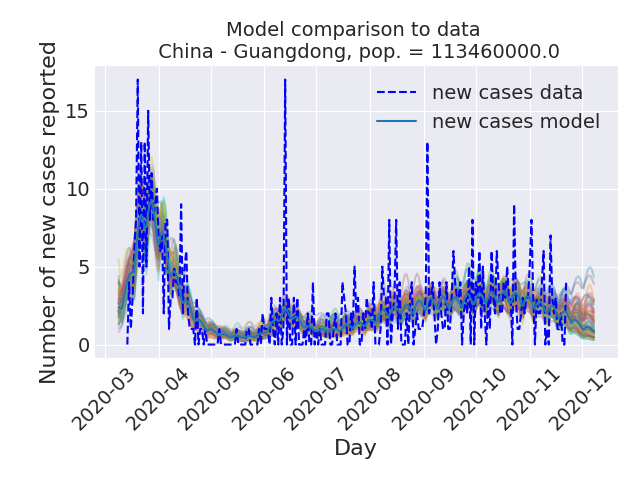 Model comparison to data
China - Guangdong, pop. = 113460000.0
Number of new cases reported
15
10
5
0
new cases data
new cases model
2020-03
2020-04
2020-05
2020-06
2020-07
2020-08
2020-09
2020-10
2020-11
2020-12
Day